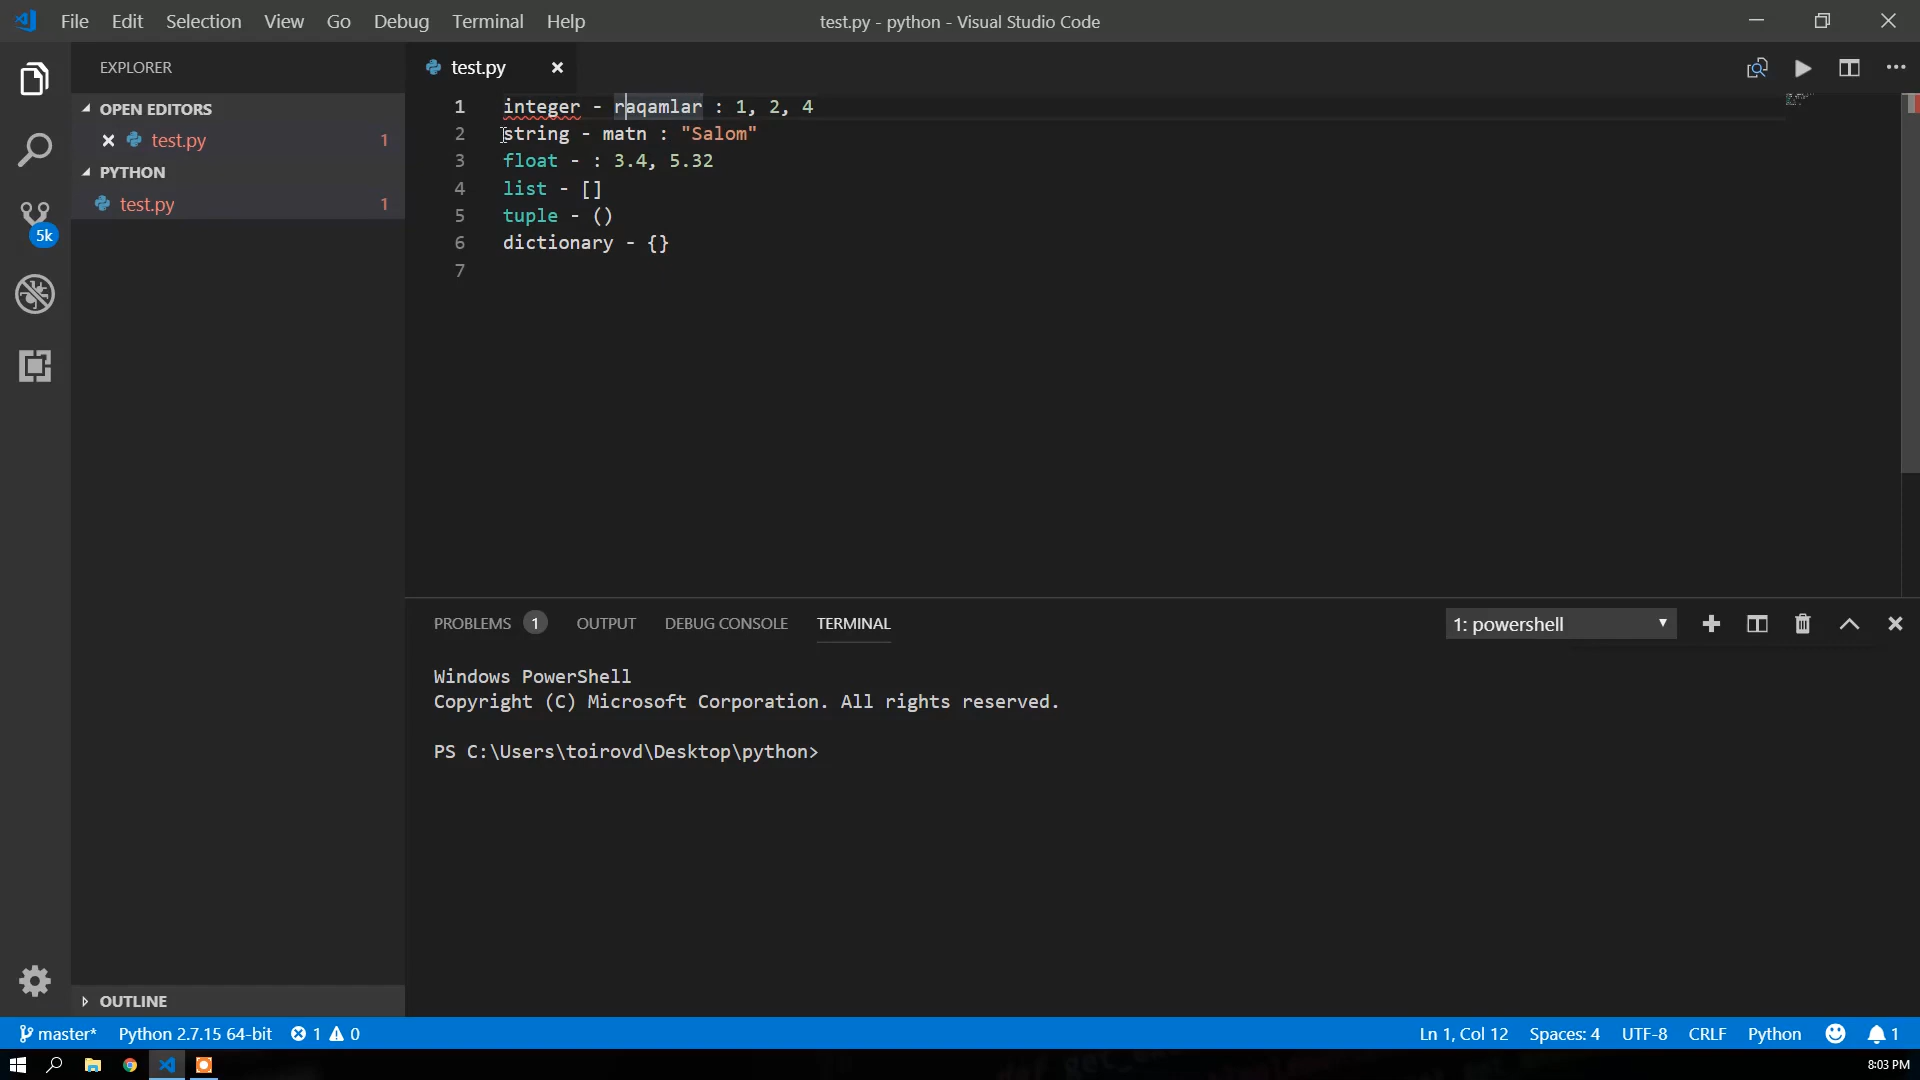 File Edit Selection View Go Debug Terminal Help
test.py - python - Visual Studio Code
EXPLORER
OPEN EDITORS
test.py 1
PYTHON
test.py 1
5k
OUTLINE
test.py
1 integer - raqamlar : 1, 2, 4
2 string - matn : "Salom"
3 float - : 3.4, 5.32
4 list - []
5 tuple - ()
6 dictionary - {}
7
PROBLEMS 1 OUTPUT DEBUG CONSOLE TERMINAL
1: powershell
Windows PowerShell
Copyright (C) Microsoft Corporation. All rights reserved.
PS C:\Users\toirovd\Desktop\python>
master* Python 2.7.15 64-bit 1 0
Ln 1, Col 12 Spaces: 4 UTF-8 CRLF Python 1
8:03 PM